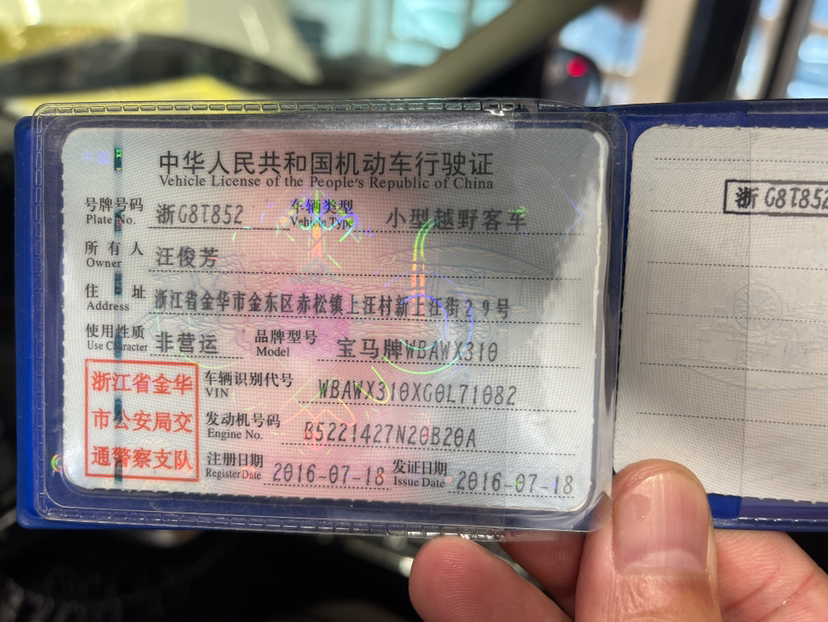 中华人民共和国机动车行驶证
Vehicle License of the People's Republic of China
号牌号码 浙G8T852 车辆类型 小型越野客车
Plate No. Vehicle Type
所有人 汪俊芳
Owner
住址 浙江省金华市金东区赤松镇上汪村新上汪街29号
Address
使用性质 非营运 品牌型号 宝马牌WBAWX310
Use Character Model
浙江省金华
市公安局交
通警察支队
车辆识别代号 WBAWX310XG0L71082
VIN
发动机号码 B5221427N20B20A
Engine No.
注册日期 2016-07-18 发证日期 2016-07-18
Register Date Issue Date
浙G8T852